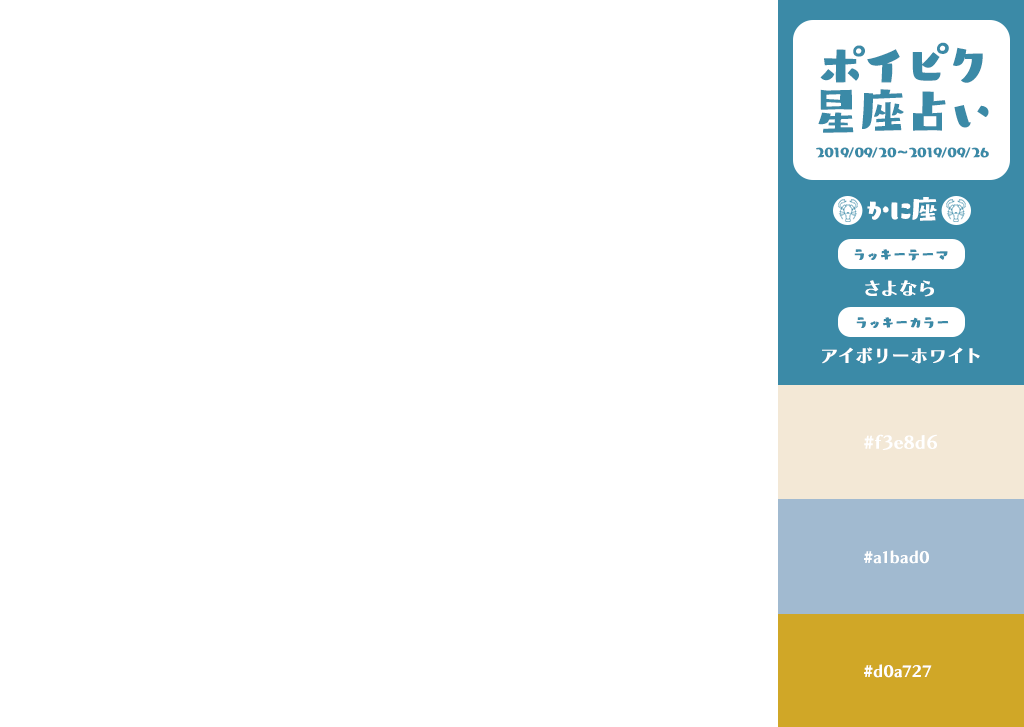 ポイピク
星座占い
2019/09/20~2019/09/26
かに座
ラッキーテーマ
さよなら
ラッキーカラー
アイボリーホワイト
#f3e8d6
#a1bad0
#d0a727